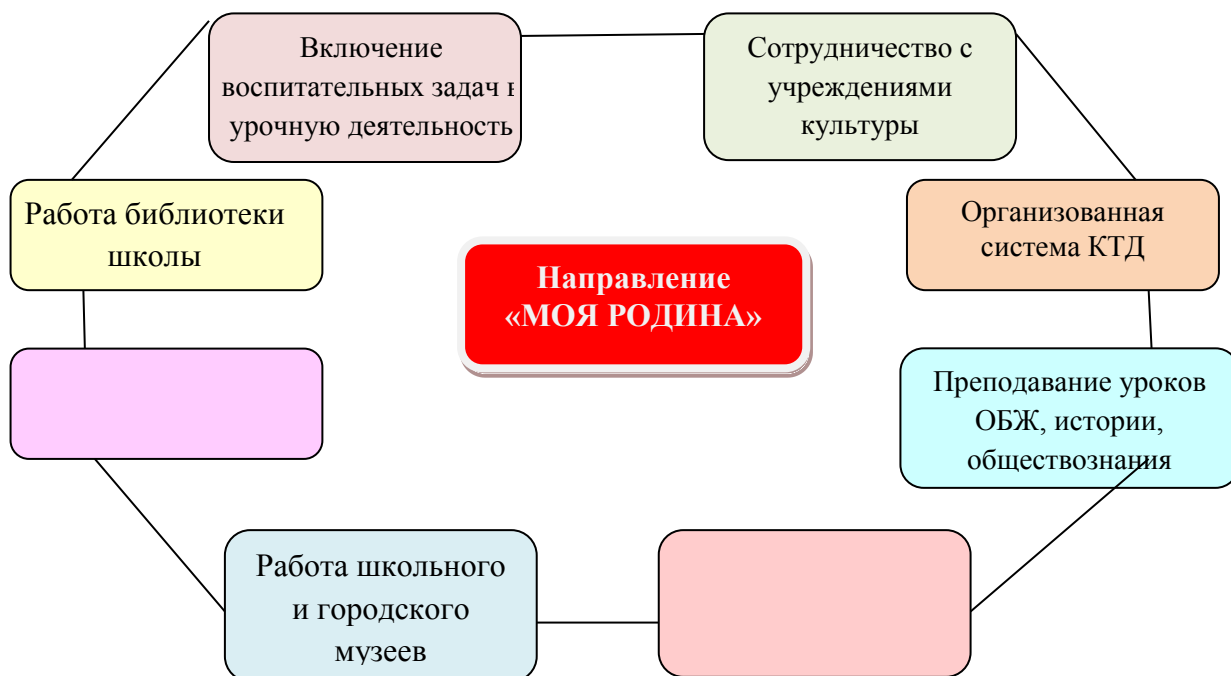 Включение
воспитательных задач в
урочную деятельность
Сотрудничество с
учреждениями
культуры
Работа библиотеки
школы
Организованная
система КТД
Направление
«МОЯ РОДИНА»
Преподавание уроков
ОБЖ, истории,
обществознания
Работа школьного
и городского
музеев